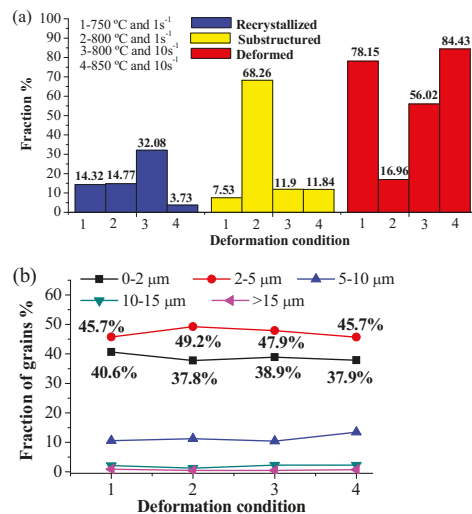 (a)
1-750 ºC and 1s⁻¹
2-800 ºC and 1s⁻¹
3-800 ºC and 10s⁻¹
4-850 ºC and 10s⁻¹
Recrystallized
Substructured
Deformed
Fraction %
100
90
80
70
60
50
40
30
20
10
0
14.32 14.77 32.08 3.73 7.53 68.26 11.9 11.84 78.15 16.96 56.02 84.43
1 2 3 4 1 2 3 4 1 2 3 4
Deformation condition
(b)
0-2 μm 2-5 μm 5-10 μm
10-15 μm >15 μm
Fraction of grains %
60
50
40
30
20
10
0
45.7% 49.2% 47.9% 45.7%
40.6% 37.8% 38.9% 37.9%
1 2 3 4
Deformation condition